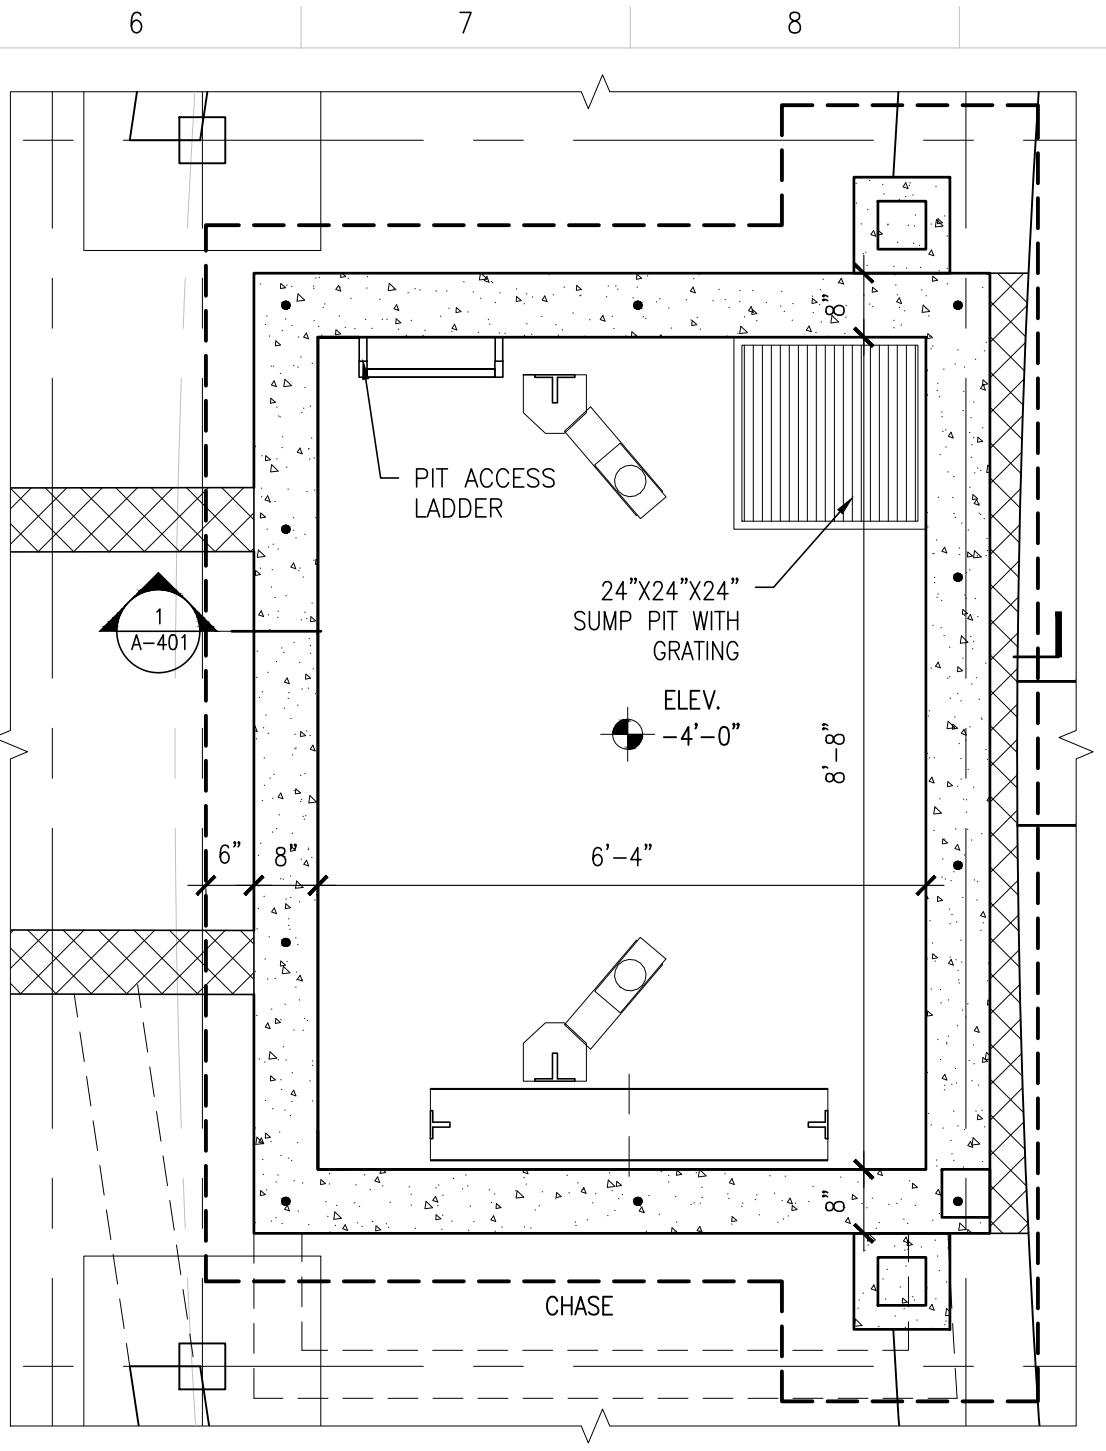 6 7 8
8"
PIT ACCESS
LADDER
24"X24"X24"
SUMP PIT WITH
GRATING
1
A-401
ELEV.
-4'-0"
8'-8"
6" 8" 6'-4"
8"
CHASE